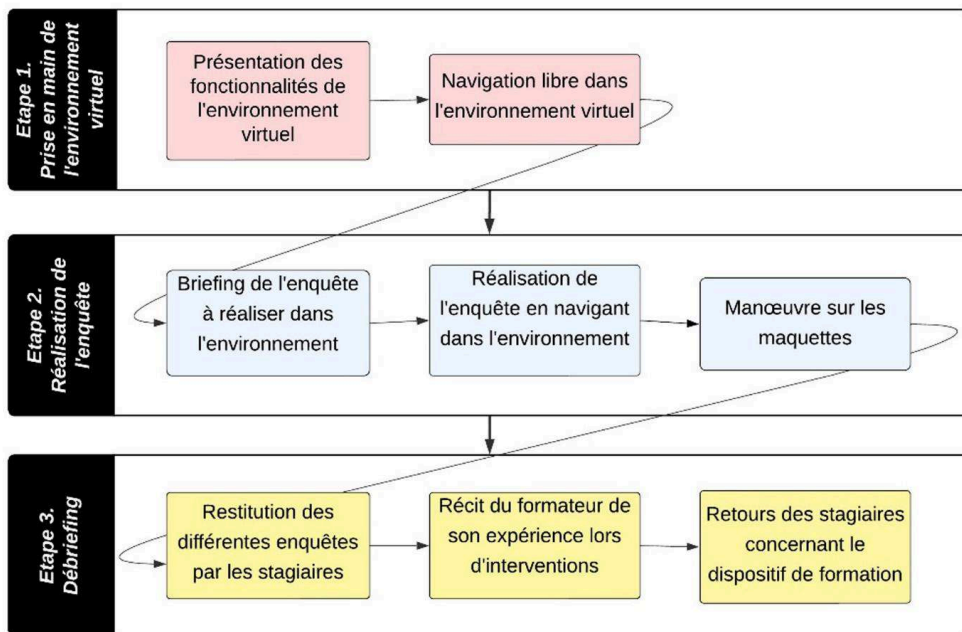 Etape 1.
Prise en main de
l'environnement
virtuel
Présentation des
fonctionnalités de
l'environnement
virtuel
Navigation libre dans
l'environnement virtuel
Etape 2.
Réalisation de
l'enquête
Briefing de l'enquête
à réaliser dans
l'environnement
Réalisation de
l'enquête en navigant
dans l'environnement
Manœuvre sur les
maquettes
Etape 3.
Débriefing
Restitution des
différentes enquêtes
par les stagiaires
Récit du formateur de
son expérience lors
d'interventions
Retours des stagiaires
concernant le
dispositif de formation